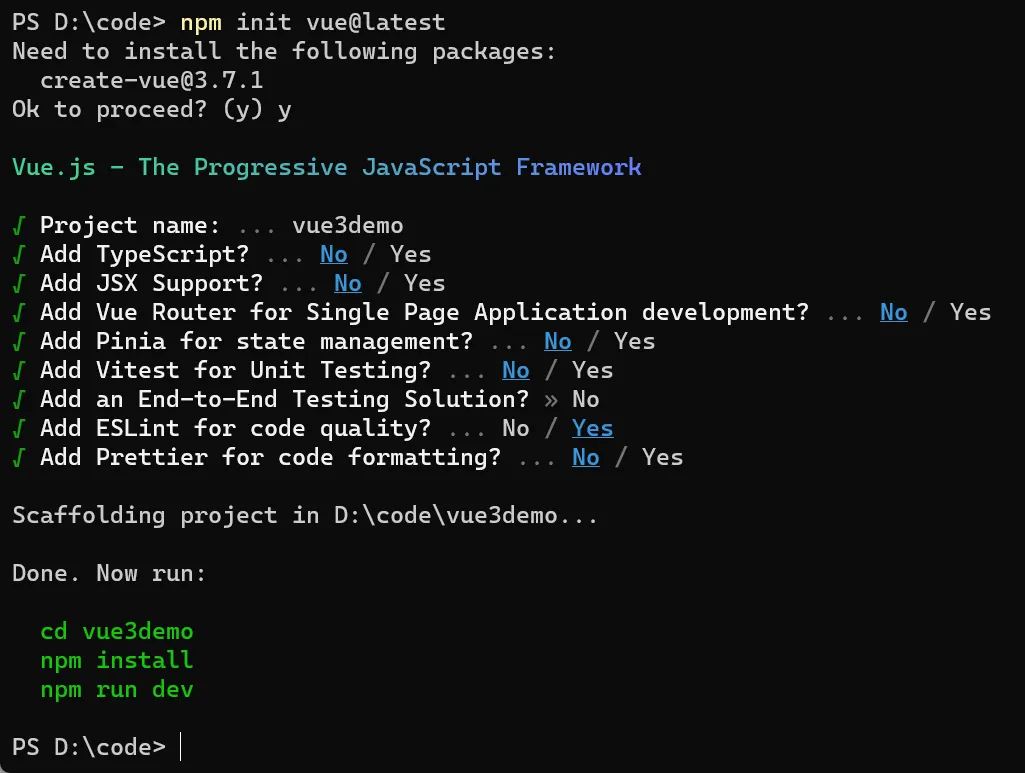 PS D:\code> npm init vue@latest
Need to install the following packages:
  create-vue@3.7.1
Ok to proceed? (y) y
Vue.js - The Progressive JavaScript Framework
√ Project name: ... vue3demo
√ Add TypeScript? ... No / Yes
√ Add JSX Support? ... No / Yes
√ Add Vue Router for Single Page Application development? ... No / Yes
√ Add Pinia for state management? ... No / Yes
√ Add Vitest for Unit Testing? ... No / Yes
√ Add an End-to-End Testing Solution? » No
√ Add ESLint for code quality? ... No / Yes
√ Add Prettier for code formatting? ... No / Yes
Scaffolding project in D:\code\vue3demo...
Done. Now run:
  cd vue3demo
  npm install
  npm run dev
PS D:\code>